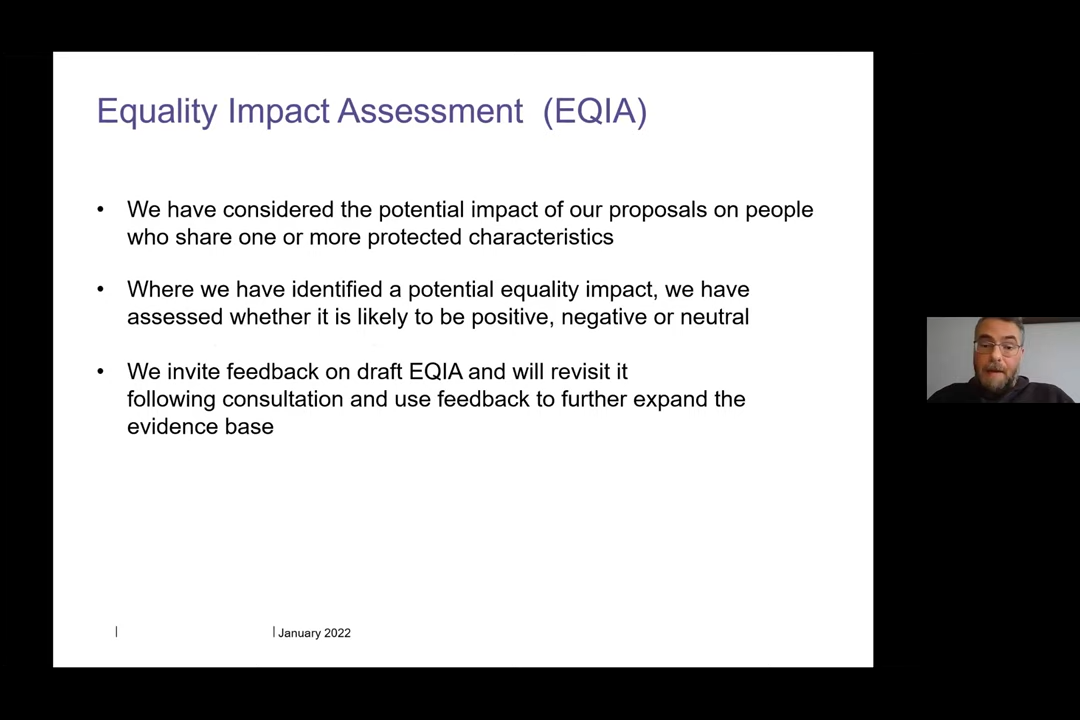 Equality Impact Assessment (EQIA)
• We have considered the potential impact of our proposals on people
who share one or more protected characteristics
• Where we have identified a potential equality impact, we have
assessed whether it is likely to be positive, negative or neutral
• We invite feedback on draft EQIA and will revisit it
following consultation and use feedback to further expand the
evidence base
| | January 2022